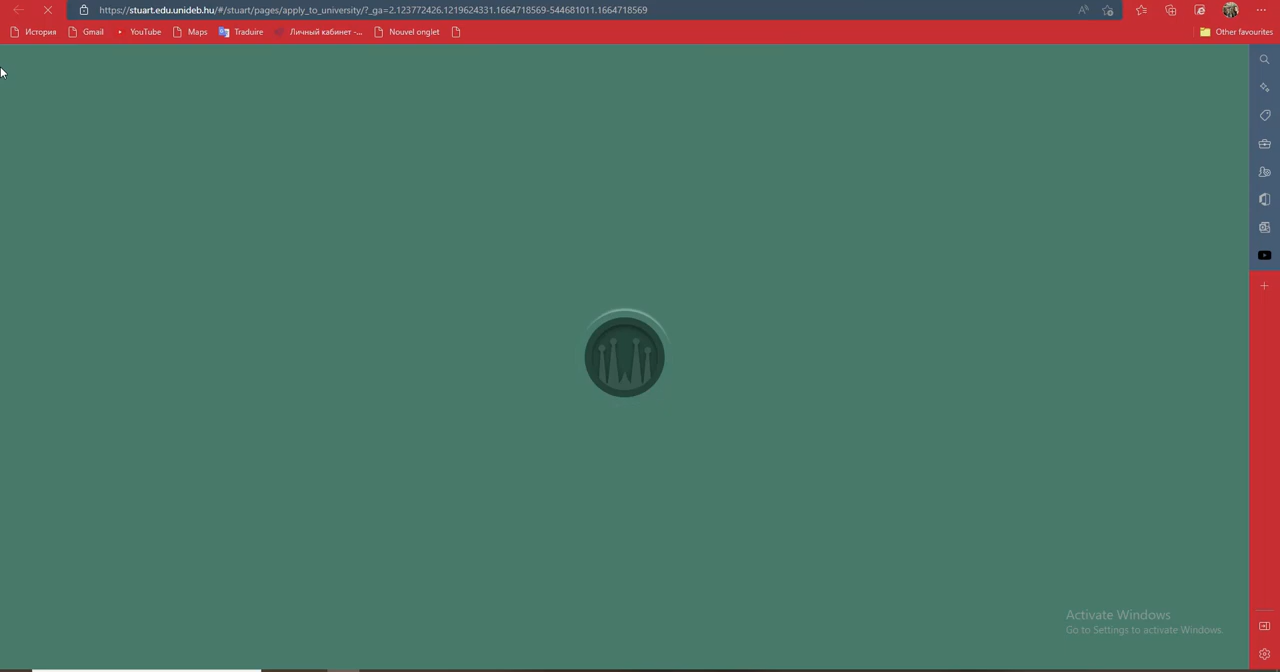 https://stuart.edu.unideb.hu/#/stuart/pages/apply_to_university/?_ga=2.123772426.1219624331.1664718569-544681011.1664718569
История Gmail YouTube Maps Traduire Личный кабинет -... Nouvel onglet Other favourites
Activate Windows
Go to Settings to activate Windows.